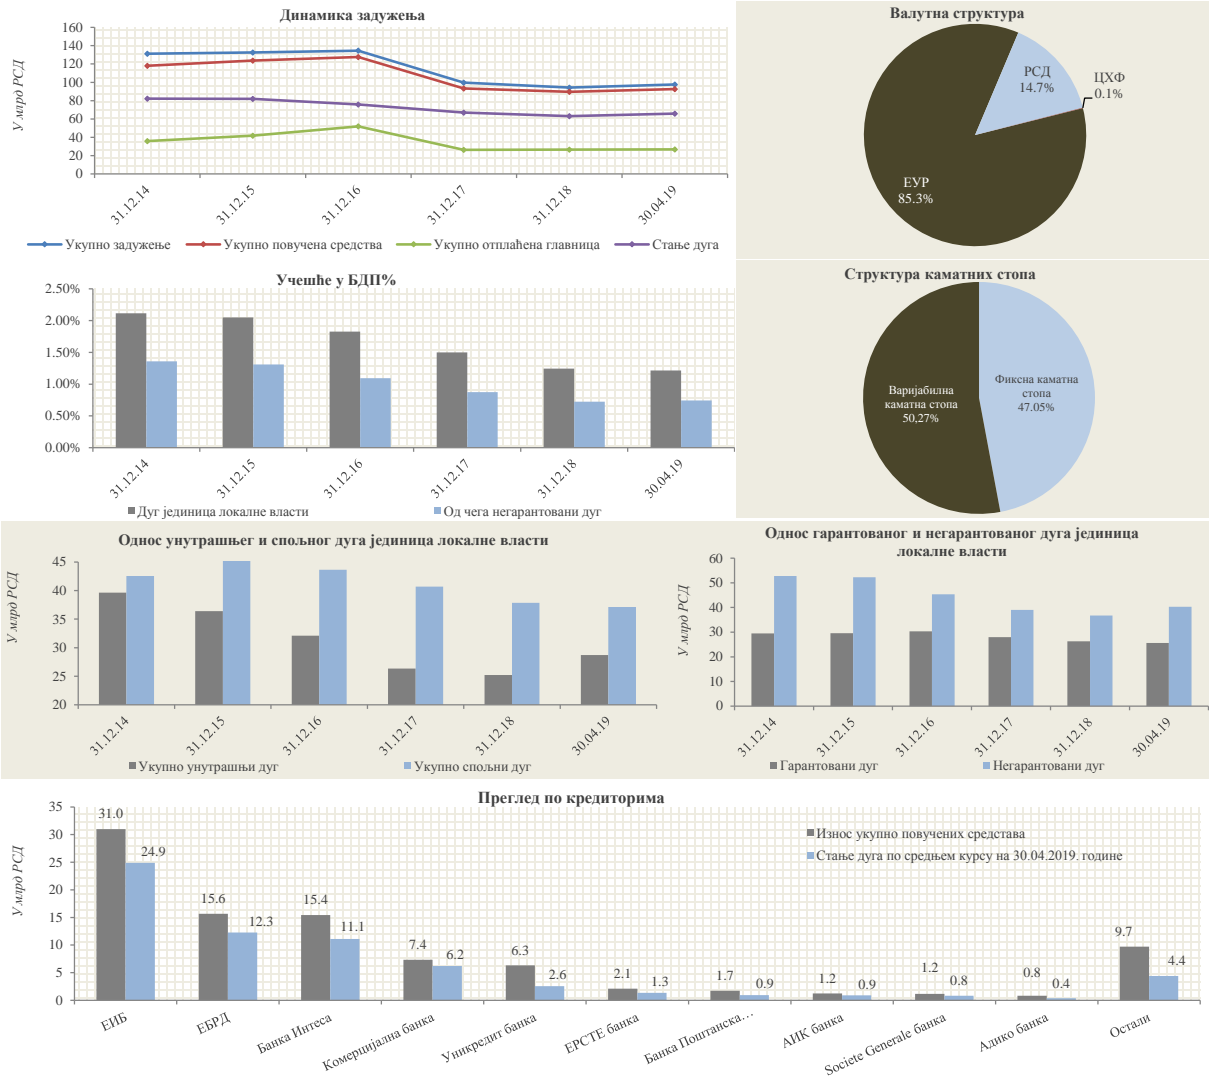 Динамика задужења
У млрд РСД
160
140
120
100
80
60
40
20
0
31.12.14
31.12.15
31.12.16
31.12.17
31.12.18
30.04.19
Укупно задужење
Укупно повучена средства
Укупно отплаћена главница
Стање дуга
Валутна структура
РСД
14.7%
ЦХФ
0.1%
ЕУР
85.3%
Учешће у БДП%
2.50%
2.00%
1.50%
1.00%
0.50%
0.00%
31.12.14
31.12.15
31.12.16
31.12.17
31.12.18
30.04.19
Дуг јединица локалне власти
Од чега негарантовани дуг
Структура каматних стопа
Варијабилна
каматна стопа
50,27%
Фиксна каматна
стопа
47.05%
Однос унутрашњег и спољног дуга јединица локалне власти
У млрд РСД
45
40
35
30
25
20
31.12.14
31.12.15
31.12.16
31.12.17
31.12.18
30.04.19
Укупно унутрашњи дуг
Укупно спољни дуг
Однос гарантованог и негарантованог дуга јединица
локалне власти
У млрд РСД
60
50
40
30
20
10
0
31.12.14
31.12.15
31.12.16
31.12.17
31.12.18
30.04.19
Гарантовани дуг
Негарантовани дуг
Преглед по кредиторима
У млрд РСД
35
30
25
20
15
10
5
0
31.0
24.9
15.6
12.3
15.4
11.1
7.4
6.2
6.3
2.6
2.1
1.3
1.7
0.9
1.2
0.9
1.2
0.8
0.8
0.4
9.7
4.4
Износ укупно повучених средстава
Стање дуга по средњем курсу на 30.04.2019. године
ЕИБ
ЕБРД
Банка Интеса
Комерцијална банка
Уникредит банка
ЕРСТЕ банка
Банка Поштанска…
АИК банка
Societe Generale банка
Адико банка
Остали